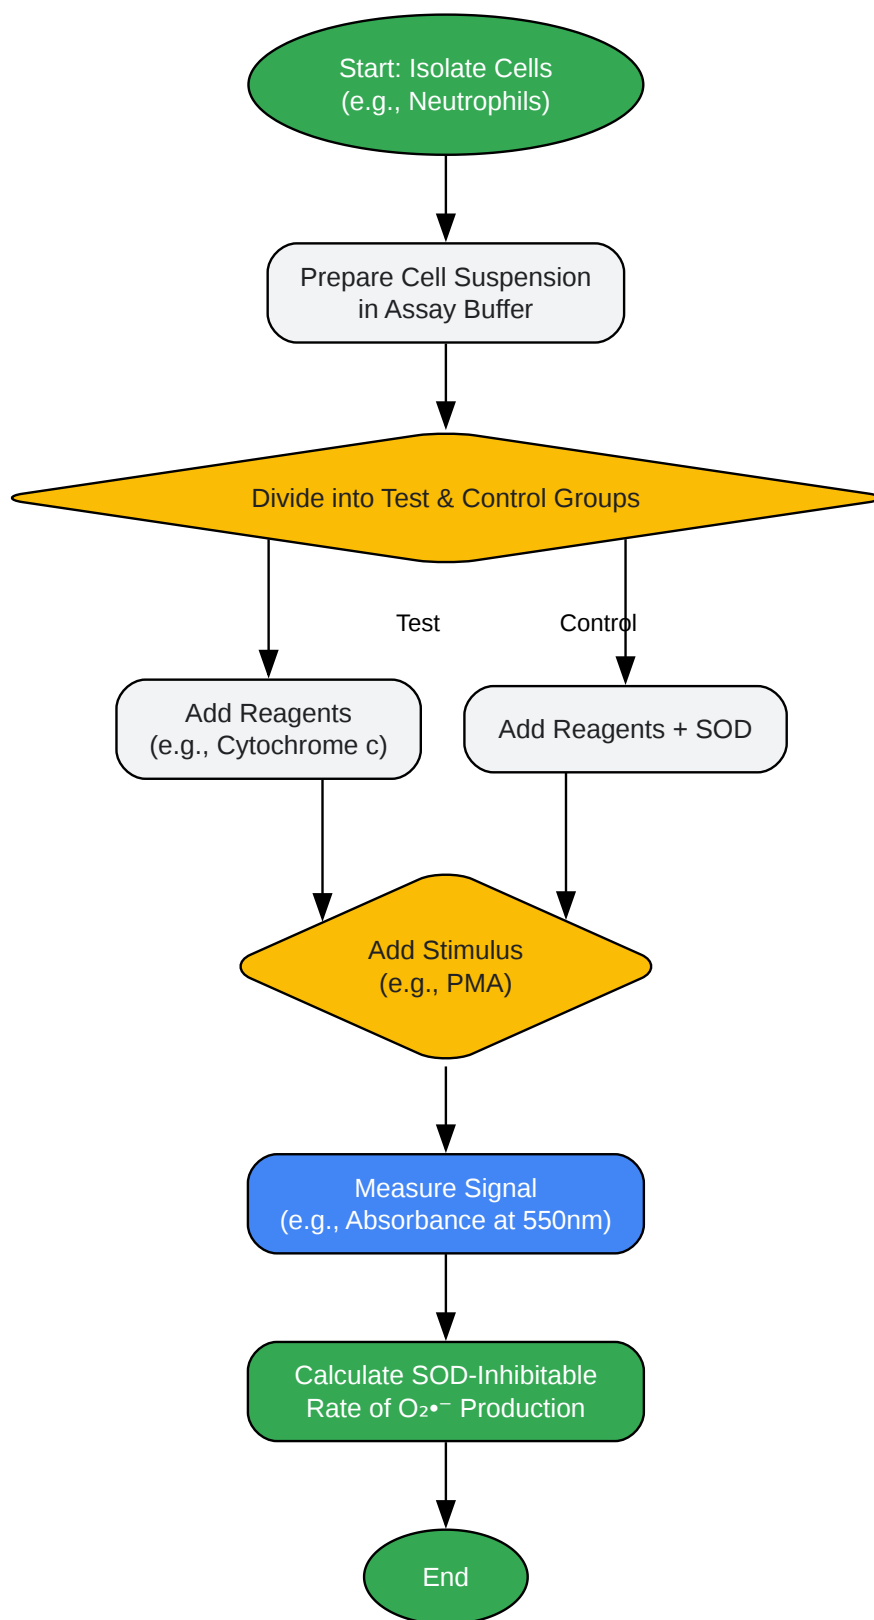 Start: Isolate Cells
(e.g., Neutrophils)
Prepare Cell Suspension
in Assay Buffer
Divide into Test & Control Groups
Test
Control
Add Reagents
(e.g., Cytochrome c)
Add Reagents + SOD
Add Stimulus
(e.g., PMA)
Measure Signal
(e.g., Absorbance at 550nm)
Calculate SOD-Inhibitable
Rate of O₂•⁻ Production
End